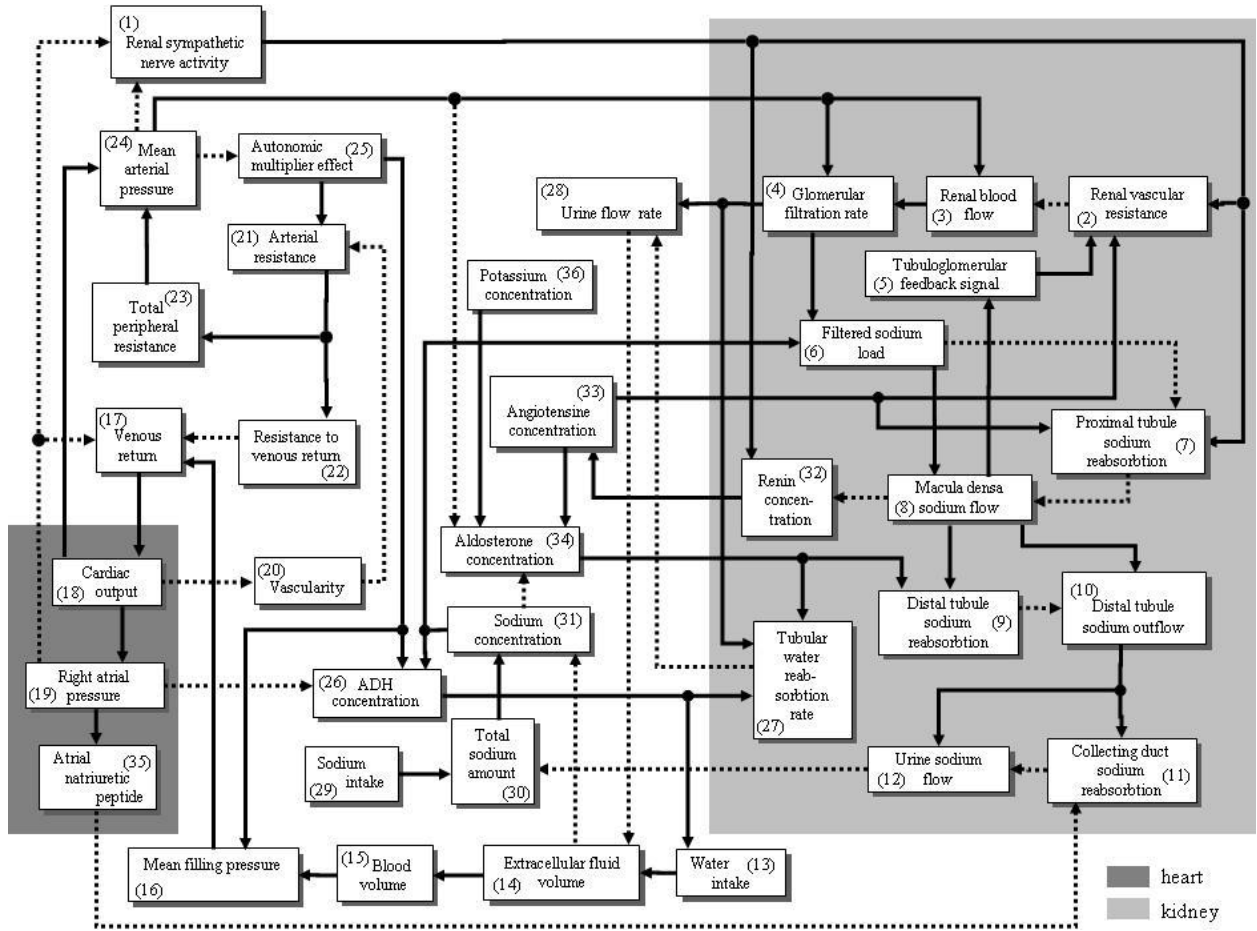 (1)
Renal sympathetic
nerve activity
(24) Mean
arterial
pressure
Autonomic (25)
multiplier effect
(28)
Urine flow rate
(4) Glomerular
filtration rate
Renal blood
(3) flow
Renal vascular
(2) resistance
(21) Arterial
resistance
Tubuloglomerular
(5) feedback signal
Potassium (36)
concentration
(23)
Total
peripheral
resistance
Filtered sodium
(6) load
(33)
Angiotensine
concentration
(17)
Venous
return
Resistance to
venous return
(22)
Proximal tubule
sodium (7)
reabsorbtion
Renin (32)
concen-
tration
Macula densa
(8) sodium flow
Aldosterone (34)
concentration
Cardiac
(18) output
(20)
Vascularity
(10)
Distal tubule
sodium outflow
Distal tubule
sodium (9)
reabsorbtion
Sodium (31)
concentration
Tubular
water
reab-
sorbtion
rate
(27)
Right atrial
(19) pressure
(26) ADH
concentration
Atrial (35)
natriuretic
peptide
Sodium
intake
(29)
Total
sodium
amount
(30)
Urine sodium
flow
(12)
Collecting duct
sodium (11)
reabsorbtion
Mean filling pressure
(16)
(15) Blood
volume
Extracellular fluid
(14) volume
Water (13)
intake
heart
kidney